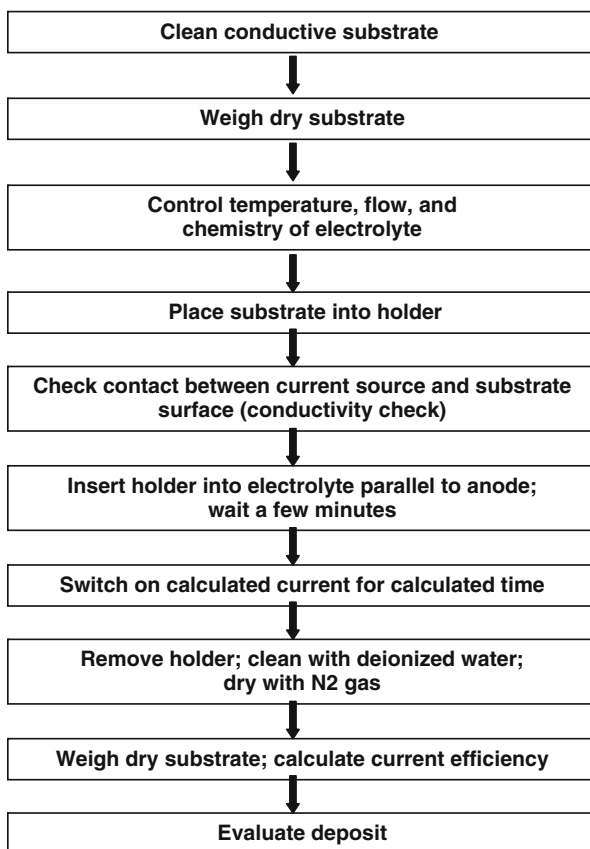 Clean conductive substrate
Weigh dry substrate
Control temperature, flow, and
chemistry of electrolyte
Place substrate into holder
Check contact between current source and substrate
surface (conductivity check)
Insert holder into electrolyte parallel to anode;
wait a few minutes
Switch on calculated current for calculated time
Remove holder; clean with deionized water;
dry with N2 gas
Weigh dry substrate; calculate current efficiency
Evaluate deposit